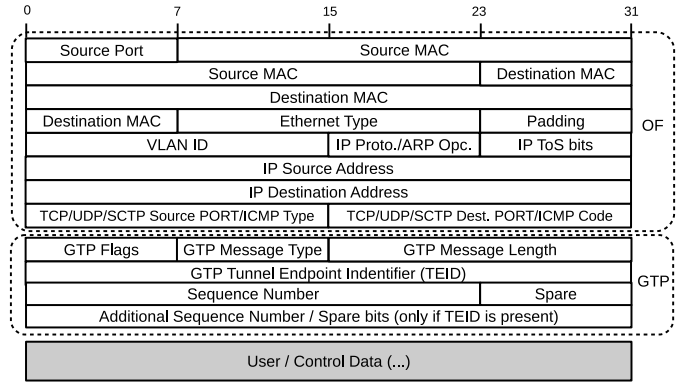 0 7 15 23 31
Source Port Source MAC
Source MAC Destination MAC
Destination MAC
Destination MAC Ethernet Type Padding
OF
VLAN ID IP Proto./ARP Opc. IP ToS bits
IP Source Address
IP Destination Address
TCP/UDP/SCTP Source PORT/ICMP Type TCP/UDP/SCTP Dest. PORT/ICMP Code
GTP Flags GTP Message Type GTP Message Length
GTP Tunnel Endpoint Indentifier (TEID)
GTP
Sequence Number Spare
Additional Sequence Number / Spare bits (only if TEID is present)
User / Control Data (...)